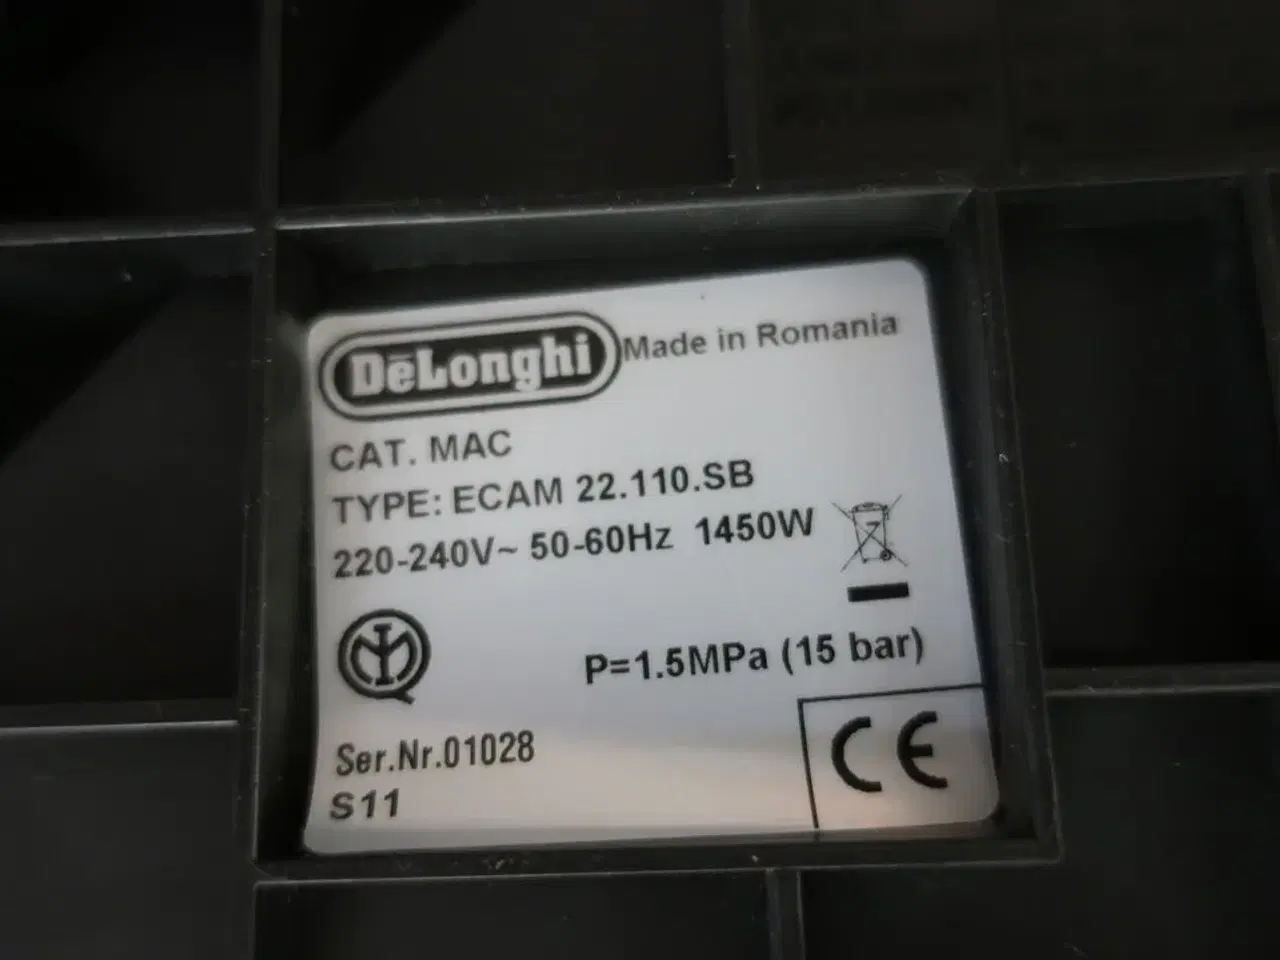 DēLonghi Made in Romania
CAT. MAC
TYPE: ECAM 22.110.SB
220-240V~ 50-60Hz 1450W
P=1.5MPa (15 bar)
Ser.Nr.01028
S11
CE